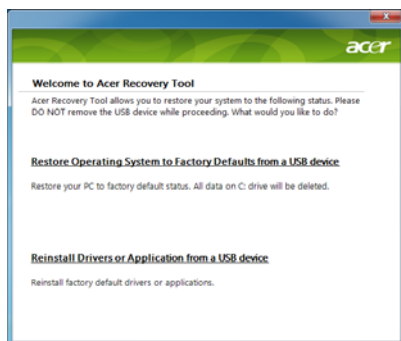 acer
Welcome to Acer Recovery Tool
Acer Recovery Tool allows you to restore your system to the following status. Please
DO NOT remove the USB device while proceeding. What would you like to do?
Restore Operating System to Factory Defaults from a USB device
Restore your PC to factory default status. All data on C: drive will be deleted.
Reinstall Drivers or Application from a USB device
Reinstall factory default drivers or applications.